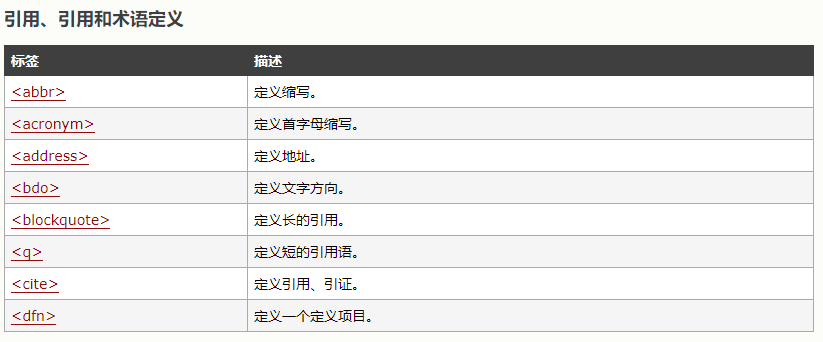 引用、引用和术语定义
标签 描述
<abbr> 定义缩写。
<acronym> 定义首字母缩写。
<address> 定义地址。
<bdo> 定义文字方向。
<blockquote> 定义长的引用。
<q> 定义短的引用语。
<cite> 定义引用、引证。
<dfn> 定义一个定义项目。